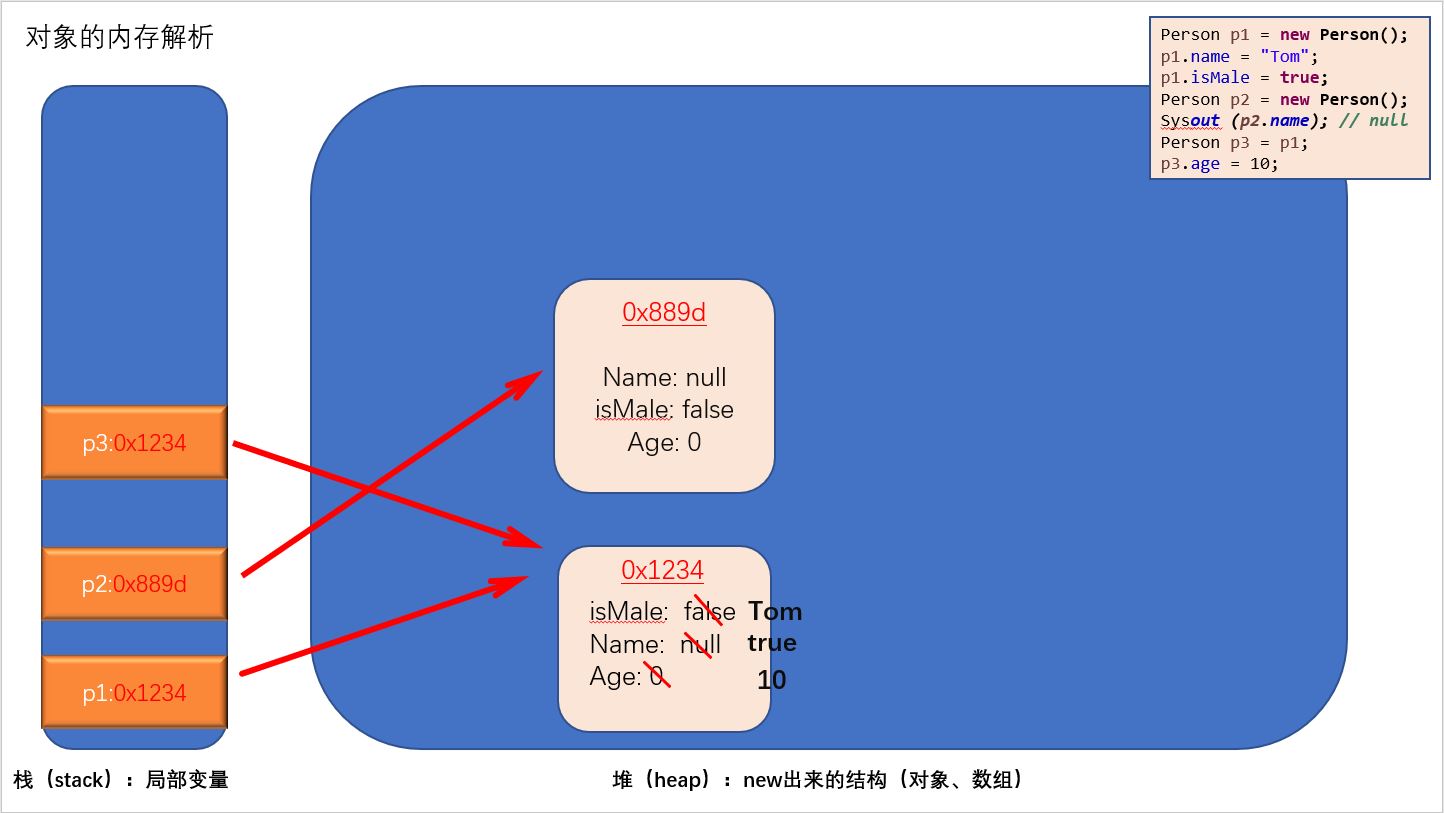 对象的内存解析
Person p1 = new Person();
p1.name = "Tom";
p1.isMale = true;
Person p2 = new Person();
Sysout (p2.name); // null
Person p3 = p1;
p3.age = 10;
0x889d
Name: null
isMale: false
Age: 0
p3:0x1234
p2:0x889d
p1:0x1234
0x1234
isMale: false Tom
Name: null true
Age: 0 10
栈（stack）：局部变量
堆（heap）：new出来的结构（对象、数组）